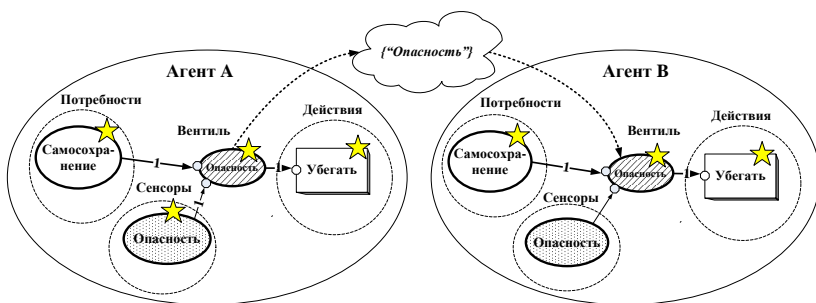 {“Опасность”}
Агент A
Потребности
Самосохра-
нение
1
Вентиль
Опасность
1
Действия
Убегать
Сенсоры
1
Опасность
Агент B
Потребности
Самосохра-
нение
1
Вентиль
Опасность
1
Действия
Убегать
Сенсоры
Опасность